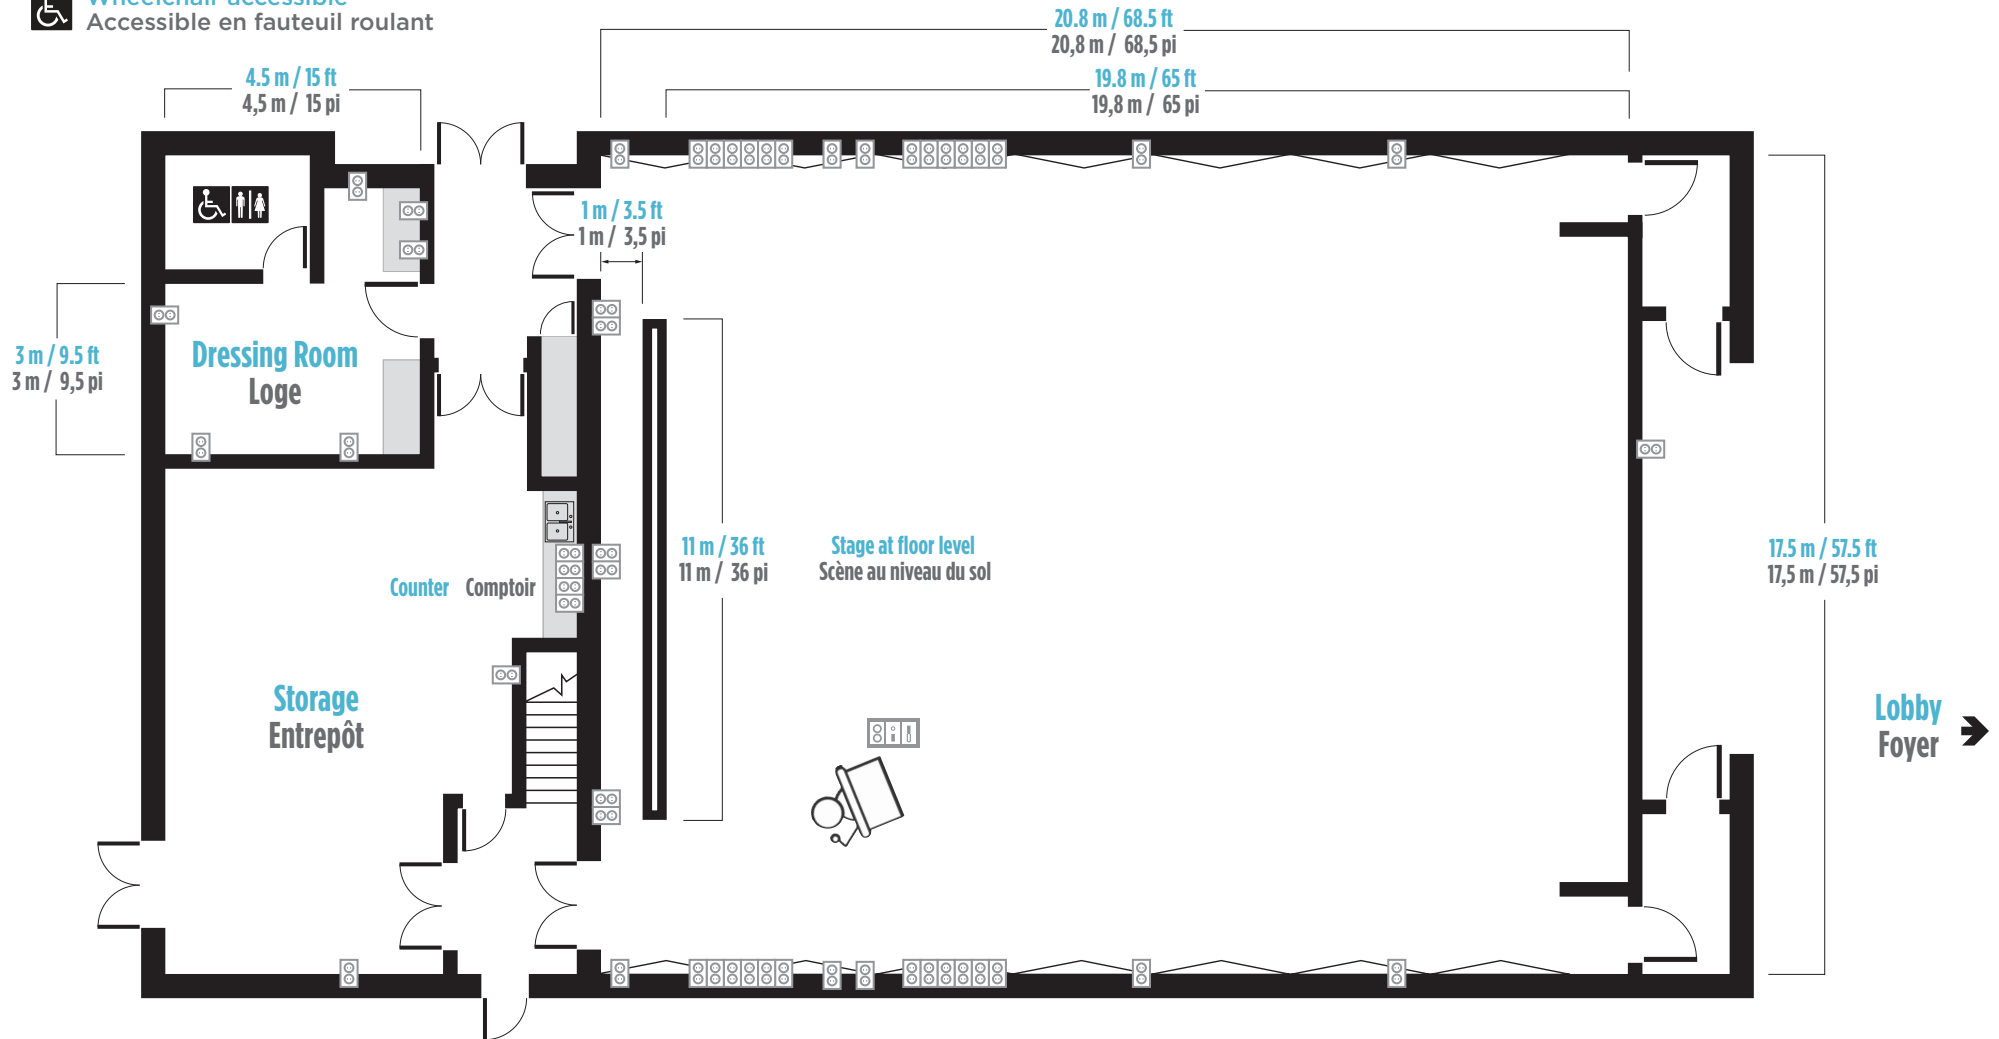 Wheelchair accessible
Accessible en fauteuil roulant
20.8 m / 68.5 ft
20,8 m / 68,5 pi
4.5 m / 15 ft
4,5 m / 15 pi
19.8 m / 65 ft
19,8 m / 65 pi
1 m / 3.5 ft
1 m / 3,5 pi
3 m / 9.5 ft
3 m / 9,5 pi
Dressing Room
Loge
11 m / 36 ft
11 m / 36 pi
Stage at floor level
Scène au niveau du sol
17.5 m / 57.5 ft
17,5 m / 57,5 pi
Counter Comptoir
Storage
Entrepôt
Lobby
Foyer